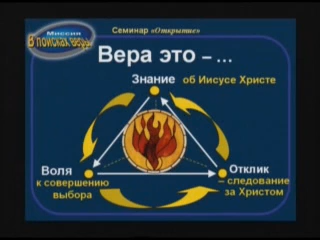 Миссия
В поисках веры
Семинар «Открытие»
Вера это – ...
Знание об Иисусе Христе
Воля
к совершению
выбора
Отклик
– следование
за Христом